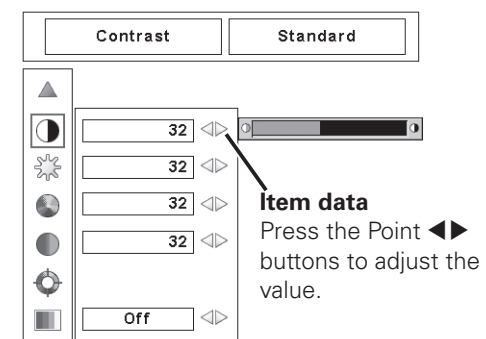 Contrast Standard
32
32
32
32
Off
Item data
Press the Point ◀▶
buttons to adjust the
value.